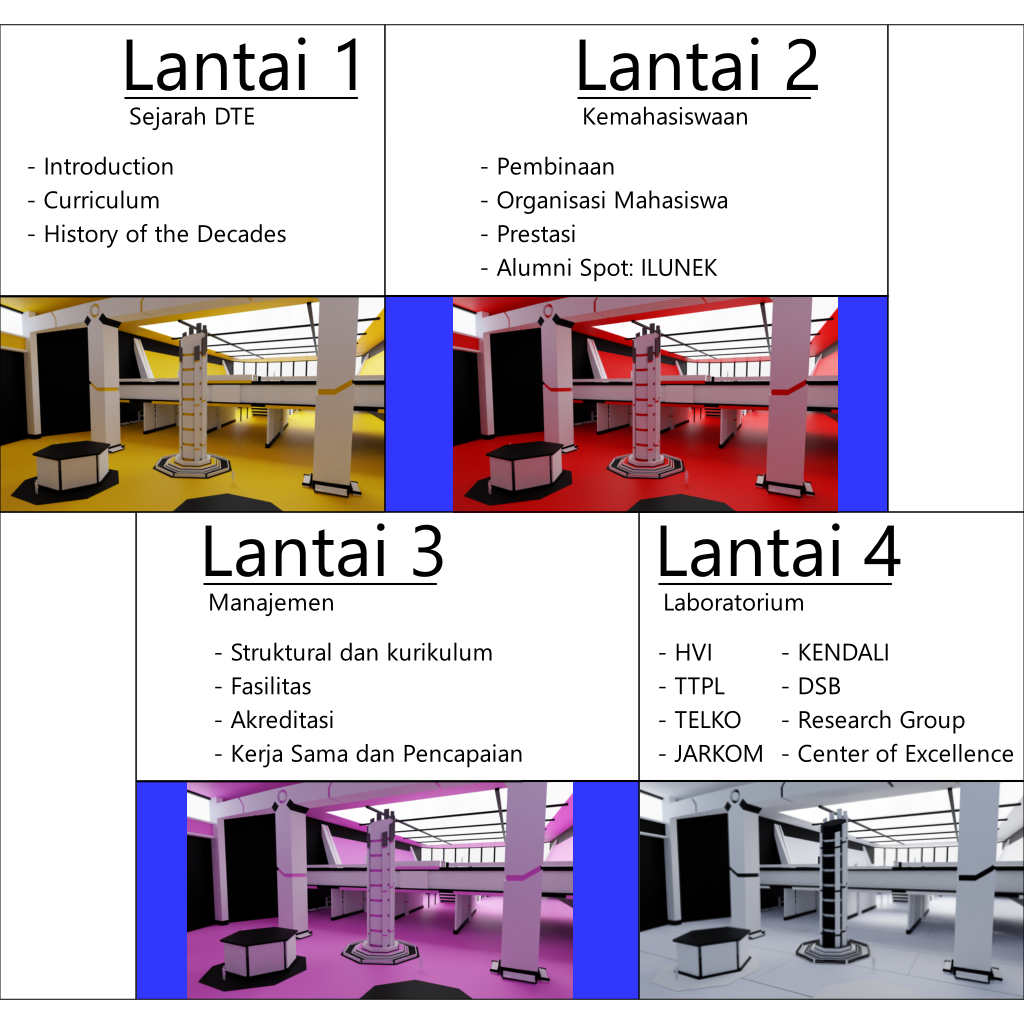 Lantai 1
Sejarah DTE
- Introduction
- Curriculum
- History of the Decades
Lantai 2
Kemahasiswaan
- Pembinaan
- Organisasi Mahasiswa
- Prestasi
- Alumni Spot: ILUNEK
Lantai 3
Manajemen
- Struktural dan kurikulum
- Fasilitas
- Akreditasi
- Kerja Sama dan Pencapaian
Lantai 4
Laboratorium
- HVI
- TTPL
- TELKO
- JARKOM
- KENDALI
- DSB
- Research Group
- Center of Excellence